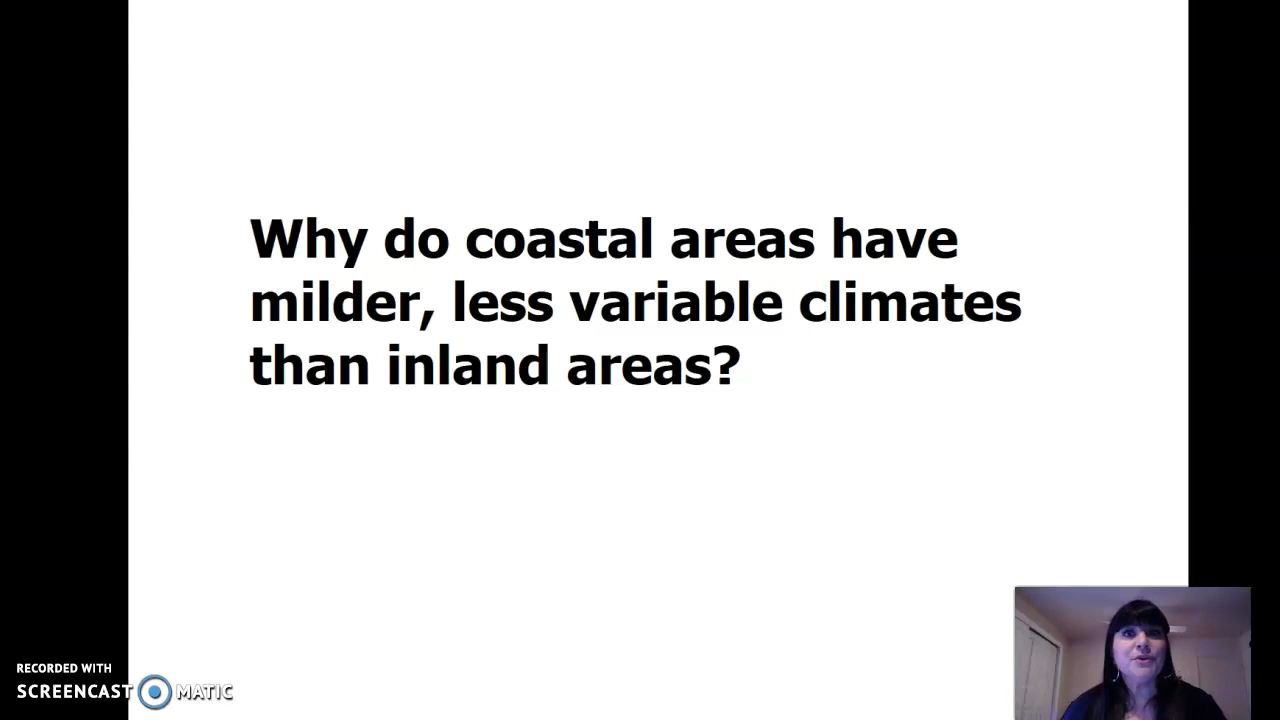 Why do coastal areas have
milder, less variable climates
than inland areas?
RECORDED WITH
SCREENCAST MATIC